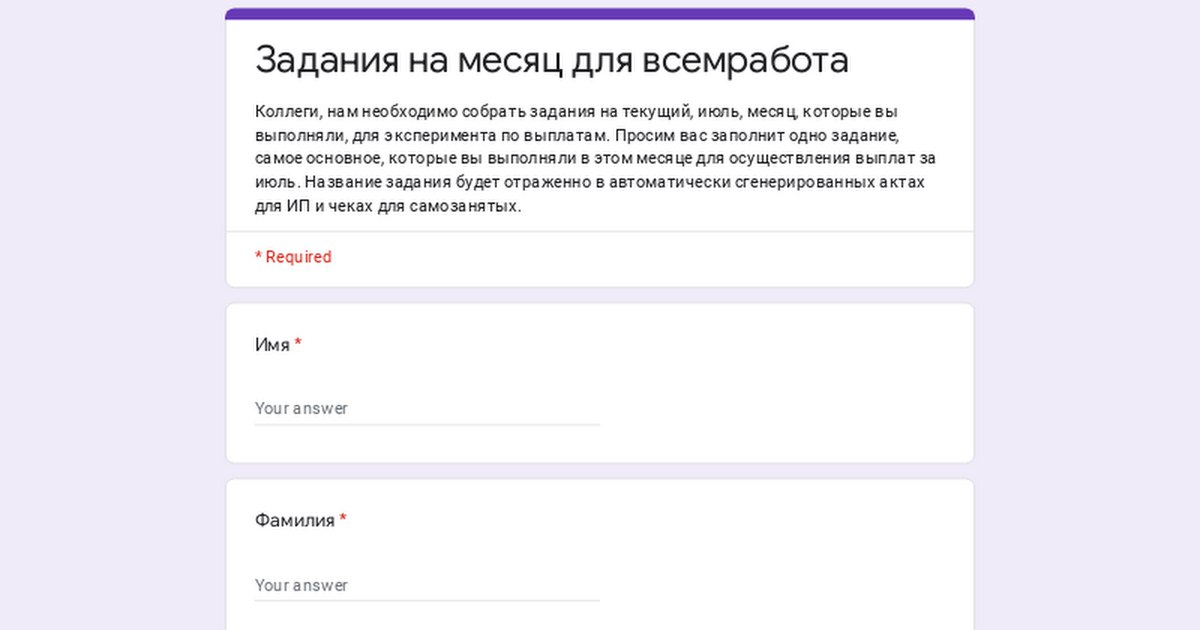 Задания на месяц для всемработа
Коллеги, нам необходимо собрать задания на текущий, июль, месяц, которые вы
выполняли, для эксперимента по выплатам. Просим вас заполнит одно задание,
самое основное, которые вы выполняли в этом месяце для осуществления выплат за
июль. Название задания будет отраженно в автоматически сгенерированных актах
для ИП и чеках для самозанятых.
* Required
Имя *
Your answer
Фамилия *
Your answer